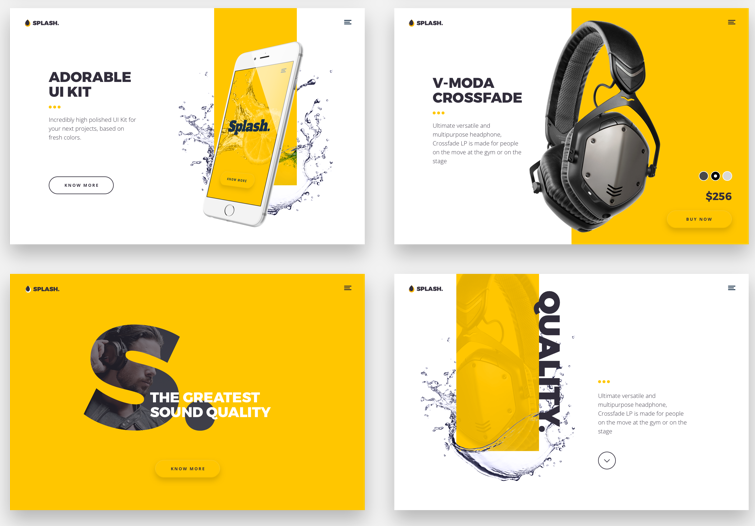 SPLASH.
ADORABLE
UI KIT
Incredibly high polished UI Kit for
your next projects, based on
fresh colors.
KNOW MORE
Splash.
KNOW MORE
SPLASH.
V-MODA
CROSSFADE
Ultimate versatile and
multipurpose headphone,
Crossfade LP is made for people
on the move at the gym or on the
stage
$256
BUY NOW
SPLASH.
S.
THE GREATEST
SOUND QUALITY
KNOW MORE
SPLASH.
QUALITY.
Ultimate versatile and
multipurpose headphone,
Crossfade LP is made for people
on the move at the gym or on the
stage